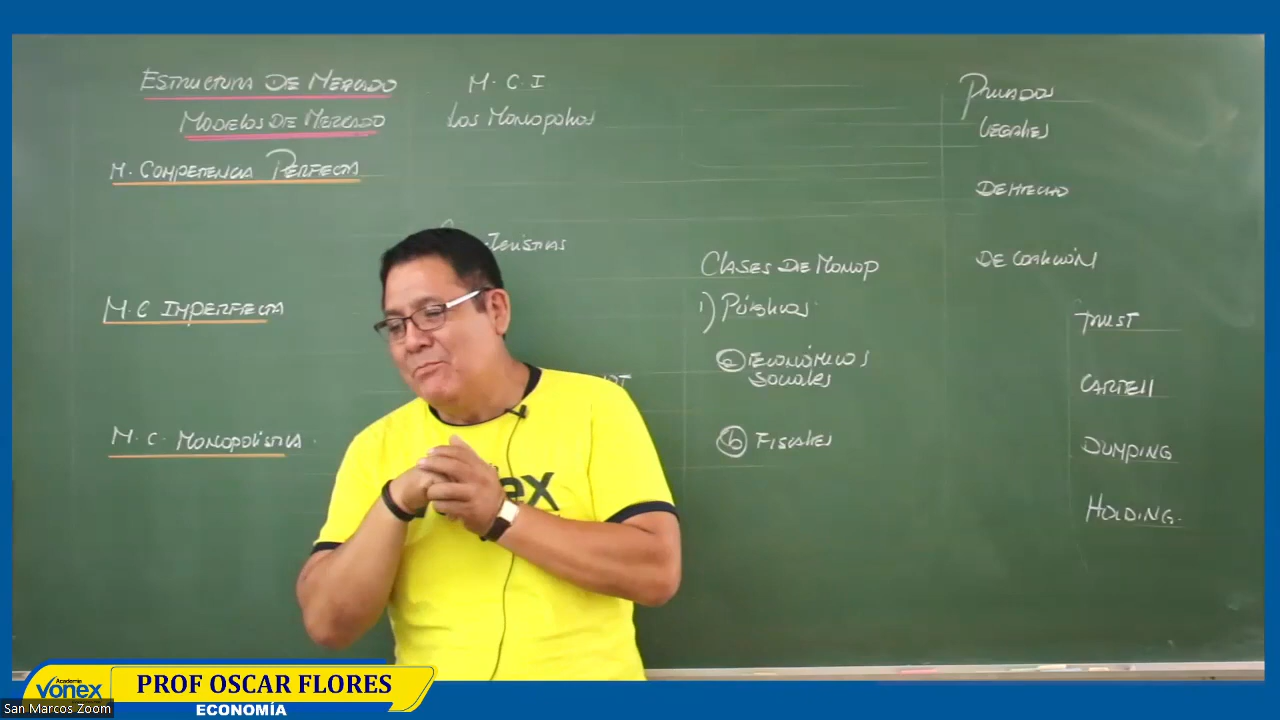 ESTRUCTURA DE MERCADO
MODELOS DE MERCADO
M. COMPETENCIA PERFECTA
M.C IMPERFECTA
M. C. MONOPOLÍSTICA.
M. C. I
LOS MONOPOLIOS
CLASES DE MONOP
1) PÚBLICOS
a ECONÓMICOS
SOCIALES
b FISCALES
PRIVADOS
LEGALES
DE HECHO
DE COALICIÓN
TRUST
CARTELL
DUMPING
HOLDING.
ex
Academia
vonex
PROF OSCAR FLORES
ECONOMÍA
San Marcos Zoom